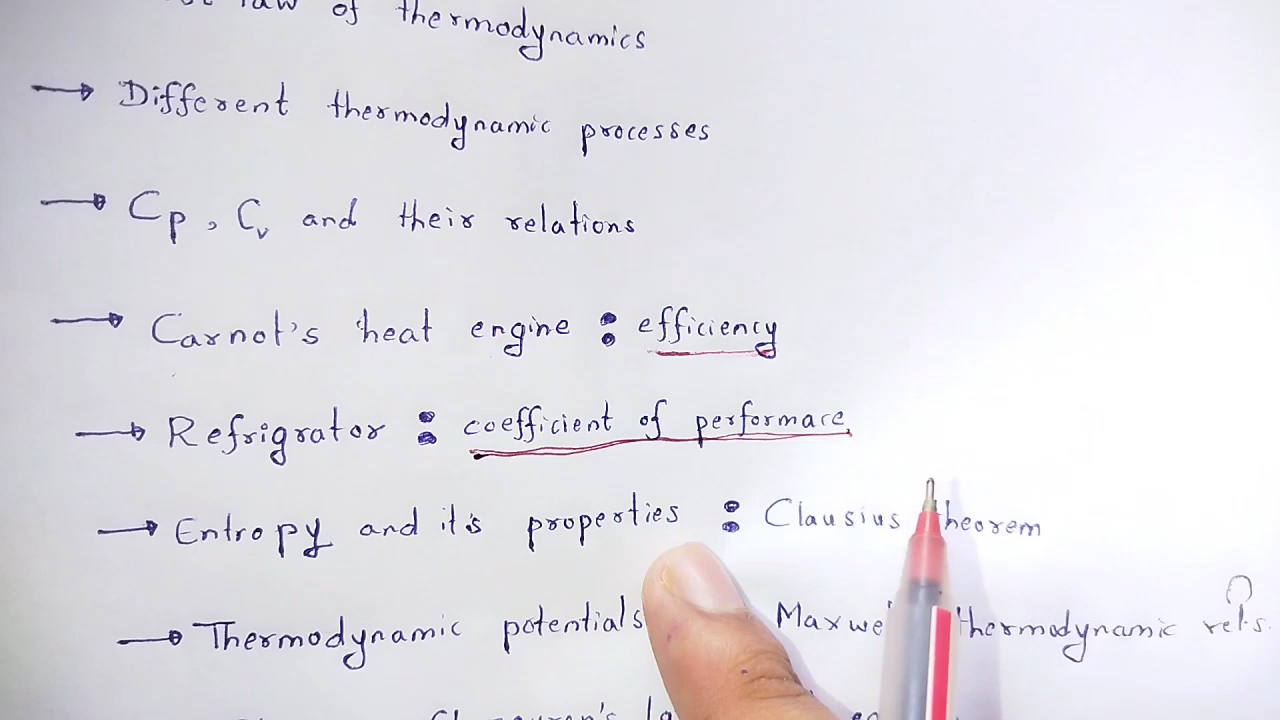 law of thermodynamics
→ Different thermodynamic processes
→ Cp, Cv and their relations
→ Carnot's heat engine : efficiency
→ Refrigrator : coefficient of performace
→ Entropy and it's properties : Clausius theorem
→ Thermodynamic potentials Maxwe thermodynamic rels.